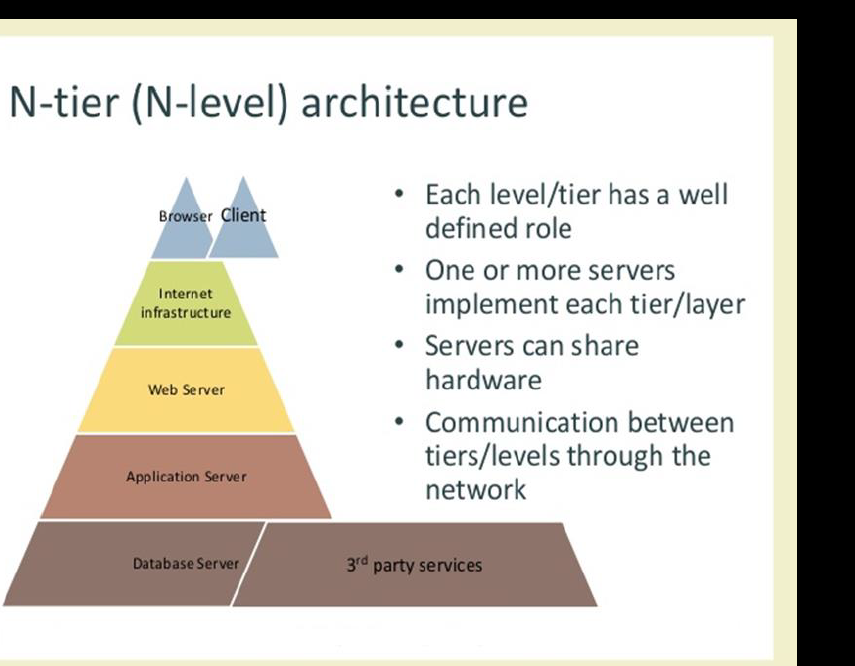 N-tier (N-level) architecture
Browser Client
Internet
infrastructure
Web Server
Application Server
Database Server
3rd party services
• Each level/tier has a well
defined role
• One or more servers
implement each tier/layer
• Servers can share
hardware
• Communication between
tiers/levels through the
network